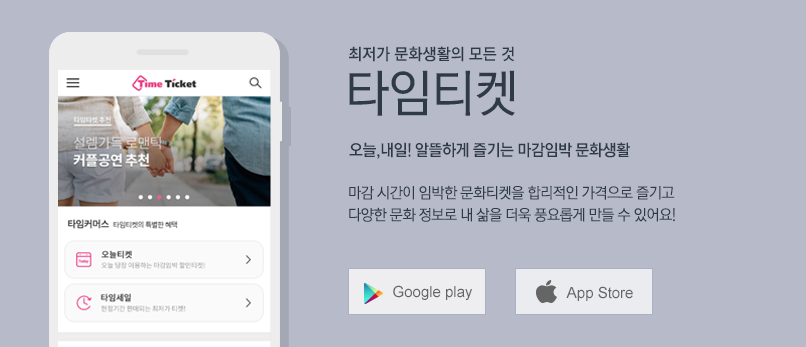 Time Ticket
타임티켓 추천
설렘가득 로맨틱
커플공연 추천
타임커머스 타임티켓의 특별한 혜택
오늘티켓
오늘 당장 이용하는 마감임박 할인티켓!
Today
타임세일
한정기간 판매되는 최저가 티켓!
최저가 문화생활의 모든 것
타임티켓
오늘,내일! 알뜰하게 즐기는 마감임박 문화생활
마감 시간이 임박한 문화티켓을 합리적인 가격으로 즐기고
다양한 문화 정보로 내 삶을 더욱 풍요롭게 만들 수 있어요!
Google play
App Store